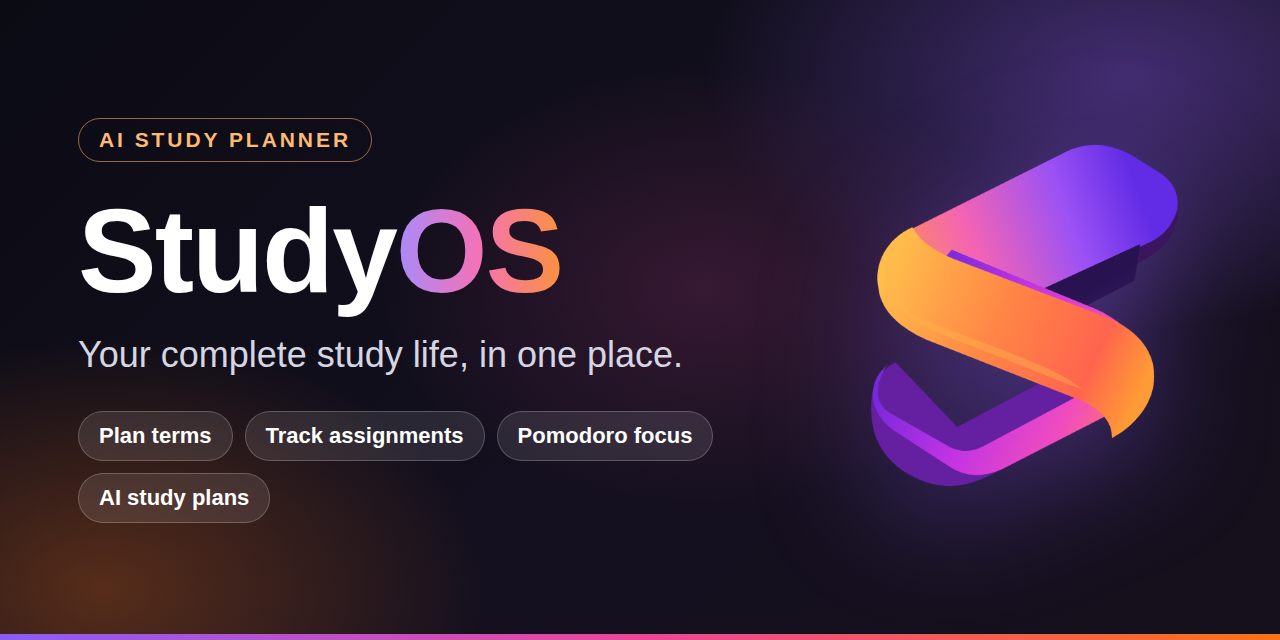 AI STUDY PLANNER
StudyOS
Your complete study life, in one place.
Plan terms Track assignments Pomodoro focus
AI study plans